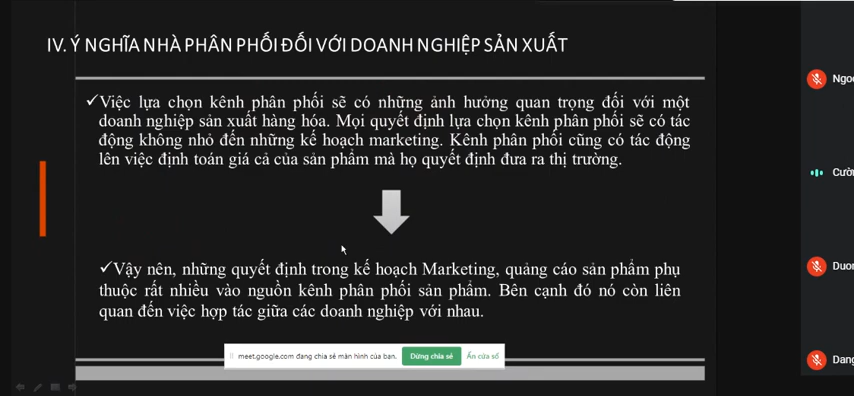 IV. Ý NGHĨA NHÀ PHÂN PHỐI ĐỐI VỚI DOANH NGHIỆP SẢN XUẤT
✓Việc lựa chọn kênh phân phối sẽ có những ảnh hưởng quan trọng đối với một
doanh nghiệp sản xuất hàng hóa. Mọi quyết định lựa chọn kênh phân phối sẽ có tác
động không nhỏ đến những kế hoạch marketing. Kênh phân phối cũng có tác động
lên việc định toán giá cả của sản phẩm mà họ quyết định đưa ra thị trường.
✓Vậy nên, những quyết định trong kế hoạch Marketing, quảng cáo sản phẩm phụ
thuộc rất nhiều vào nguồn kênh phân phối sản phẩm. Bên cạnh đó nó còn liên
quan đến việc hợp tác giữa các doanh nghiệp với nhau.
meet.google.com đang chia sẻ màn hình của bạn. Dừng chia sẻ Ẩn cửa sổ
Ngo
Cườ
Duo
Dang